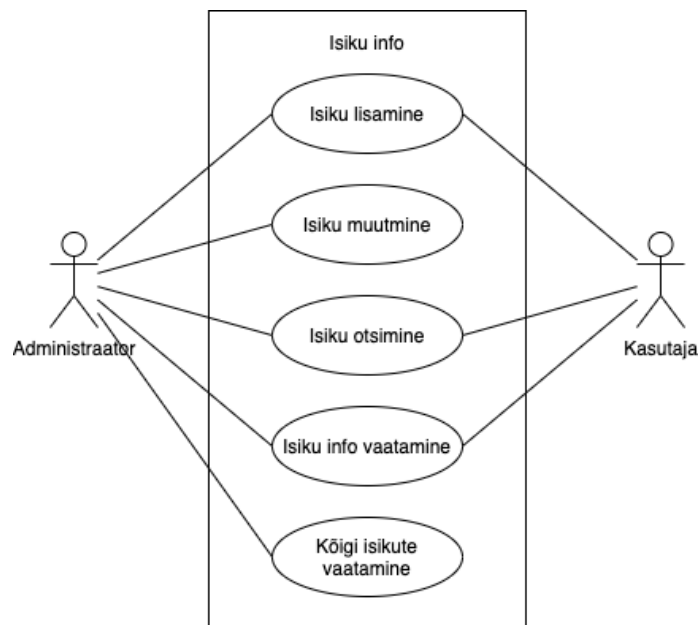 Isiku info
Isiku lisamine
Isiku muutmine
Isiku otsimine
Administraator
Kasutaja
Isiku info vaatamine
Kõigi isikute
vaatamine